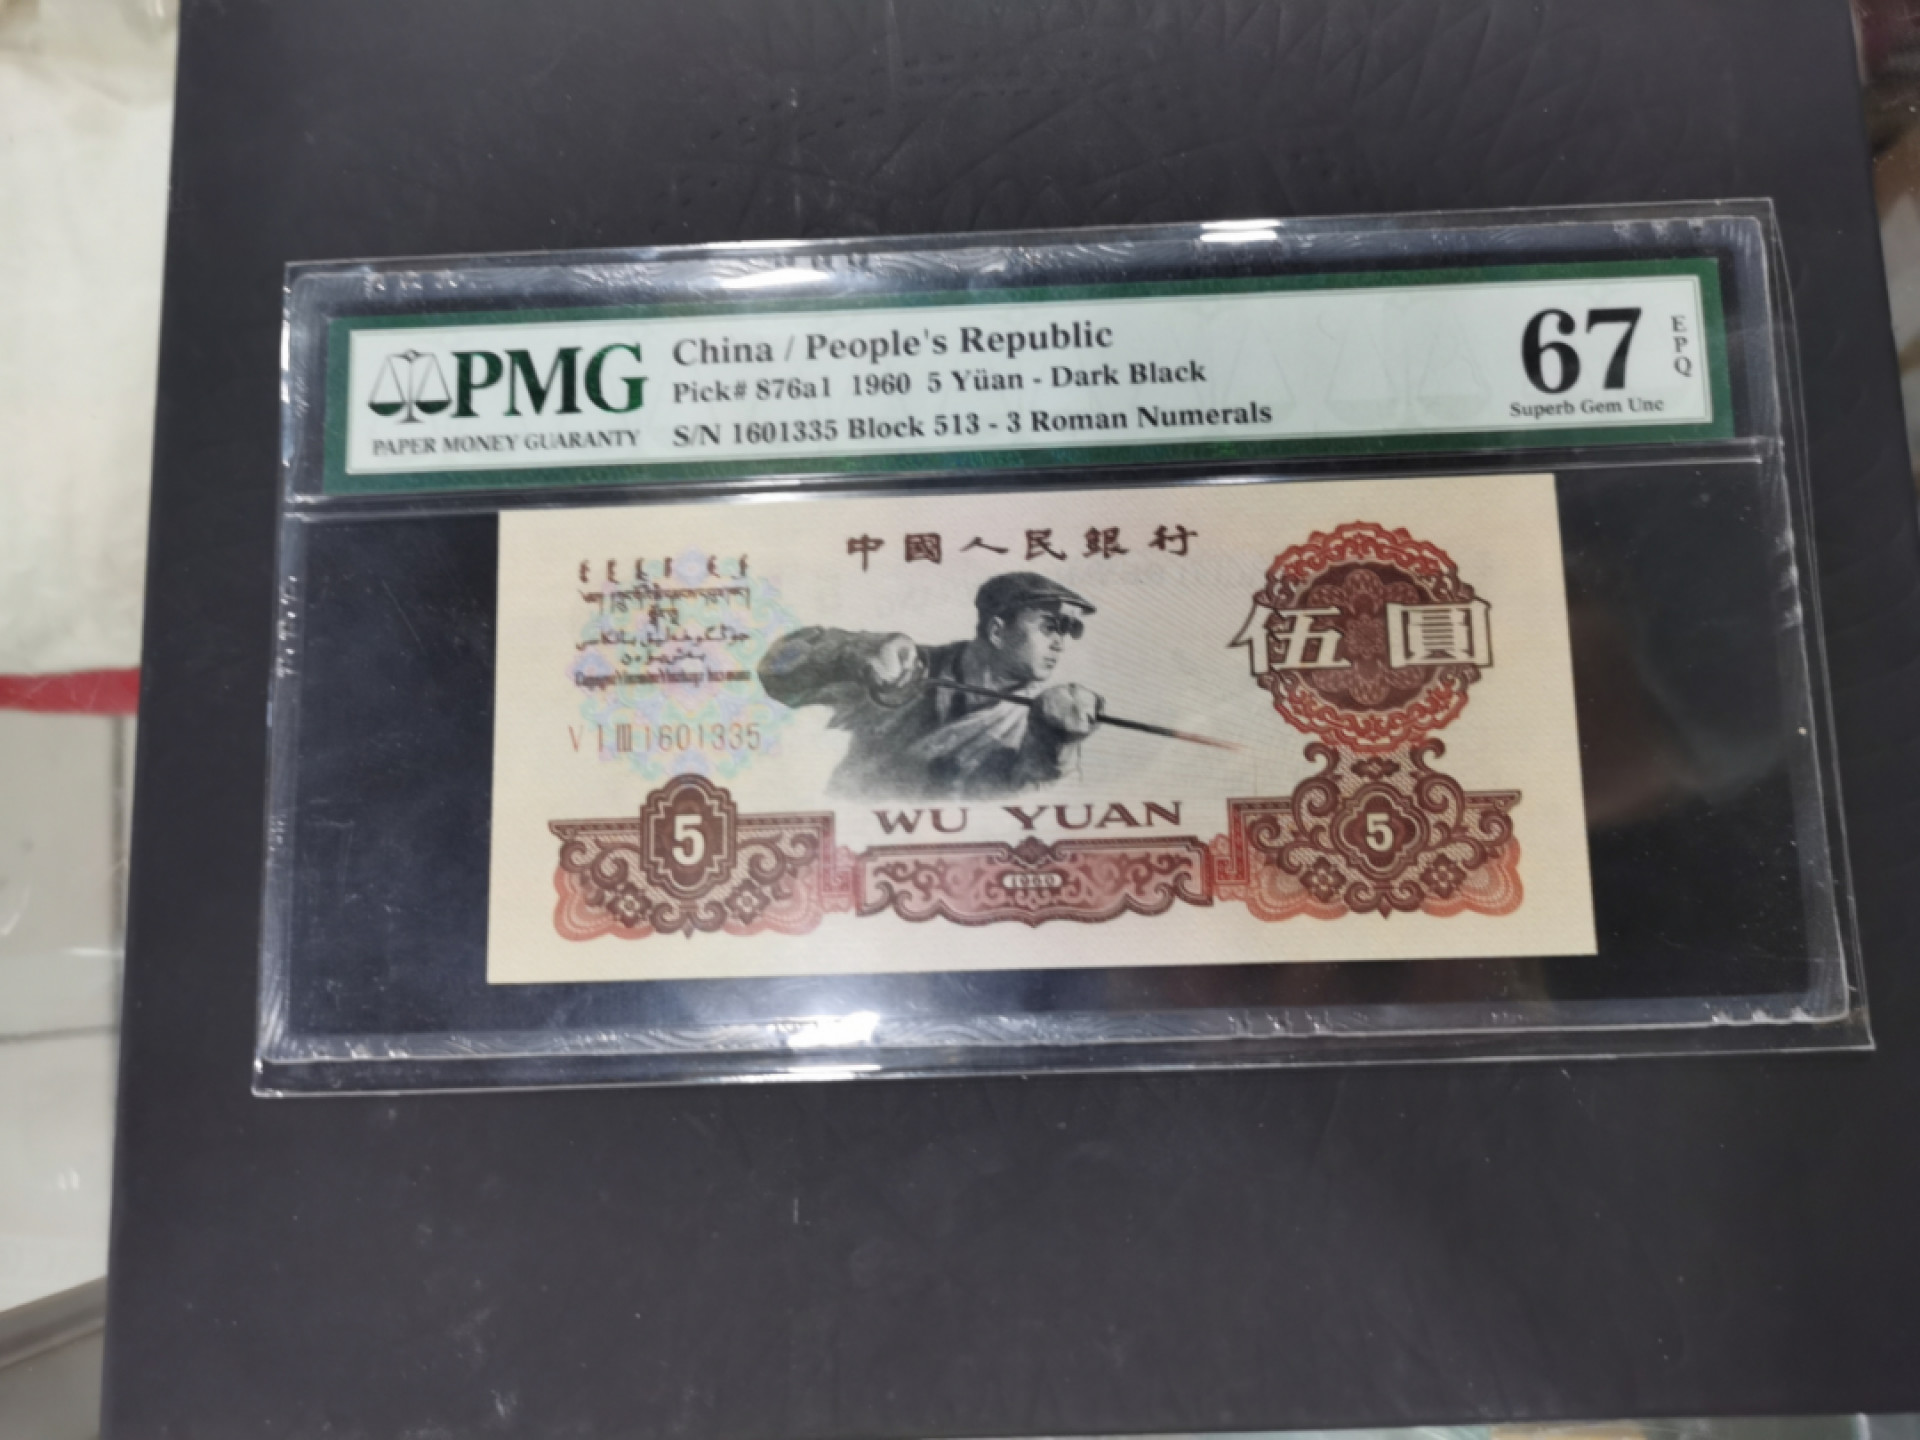 PMG
PAPER MONEY GUARANTY
China / People's Republic
Pick# 876a1 1960 5 Yüan - Dark Black
S/N 1601335 Block 513 - 3 Roman Numerals
67
EPQ
Superb Gem Unc
中國人民銀行
伍圓
V I III 1601335
WU YUAN
5
1960
5